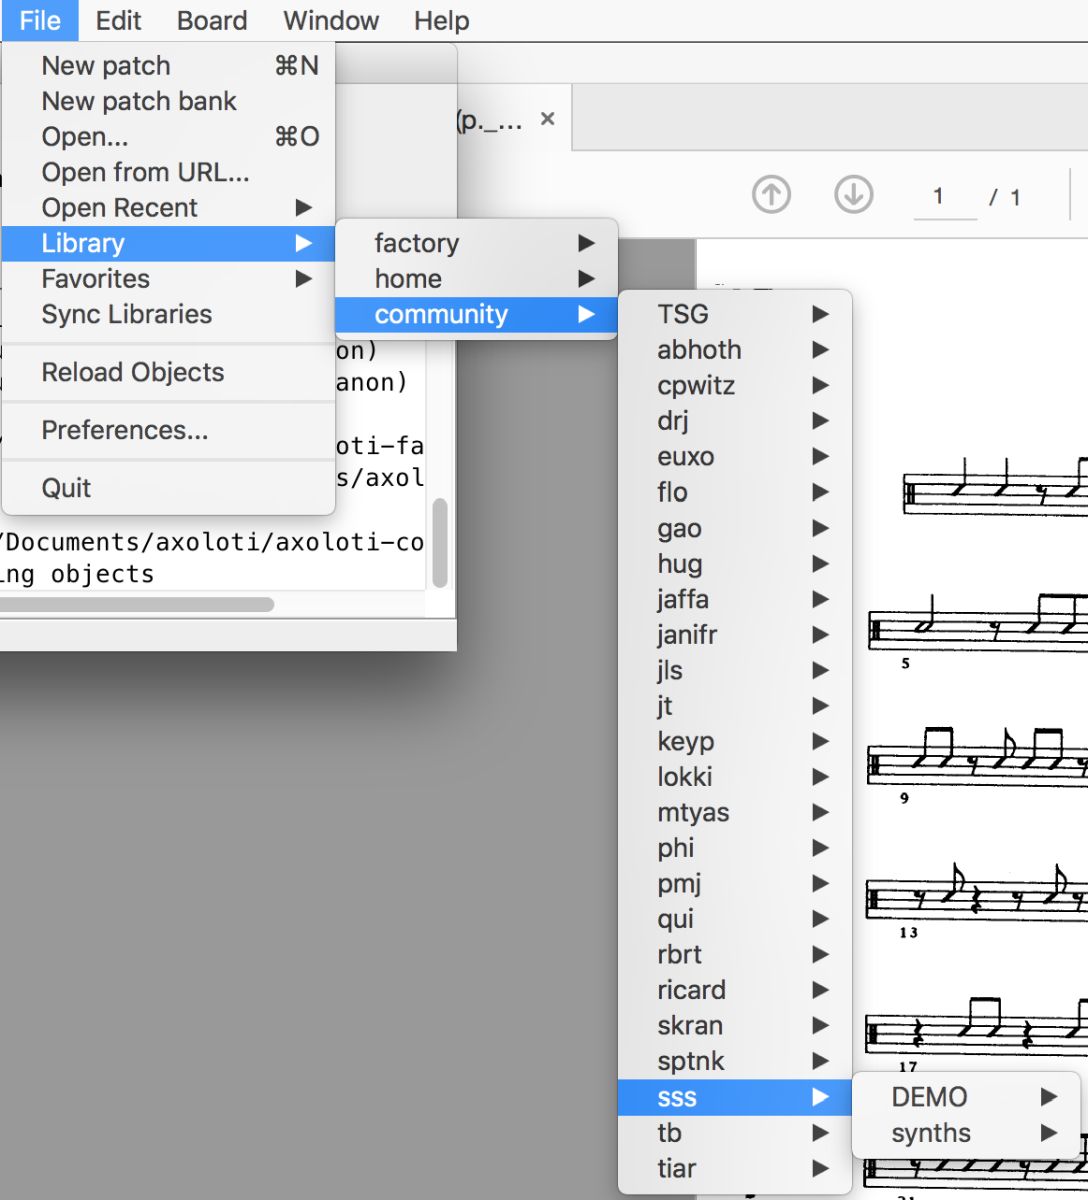 File Edit Board Window Help
New patch ⌘N
New patch bank
Open... ⌘O
Open from URL...
Open Recent
Library
Favorites
Sync Libraries
Reload Objects
Preferences...
Quit
factory
home
community
TSG
abhoth
cpwitz
drj
euxo
flo
gao
hug
jaffa
janifr
jls
jt
keyp
lokki
mtyas
phi
pmj
qui
rbrt
ricard
skran
sptnk
sss
tb
tiar
DEMO
synths
(p._... ×
1 / 1
on)
anon)
oti-fa
s/axol
/Documents/axoloti/axoloti-co
ing objects
5
9
13
17